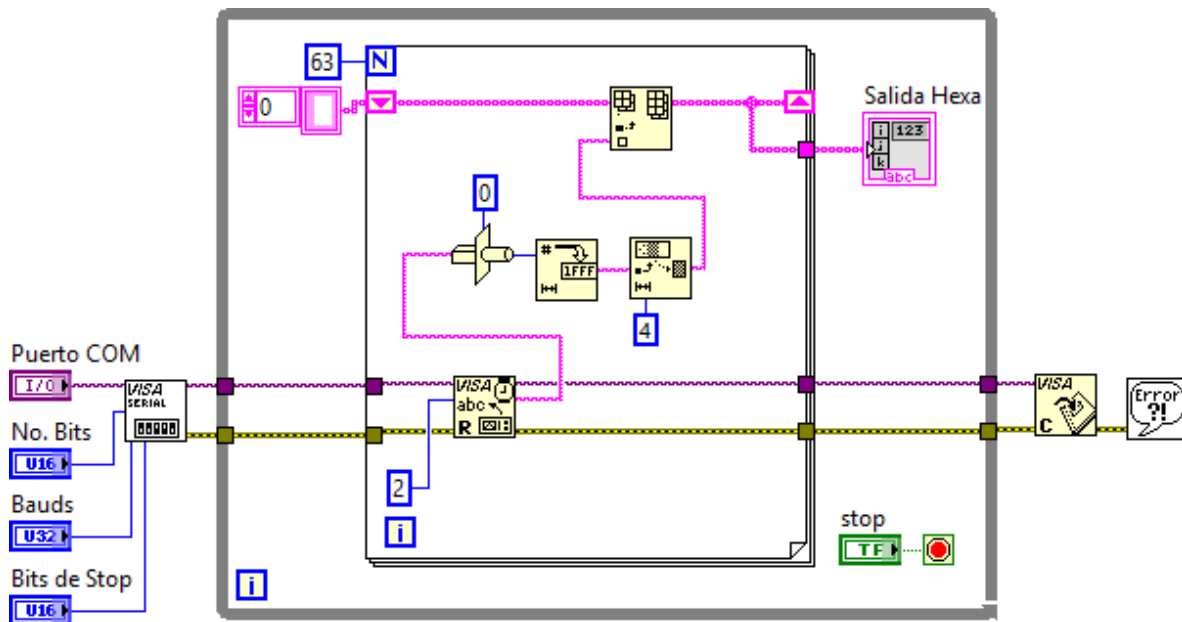 63 N
0
Salida Hexa
i 123
j
k
abc
0
#
1FFF
4
Puerto COM
I/O
VISA
SERIAL
VISA
abc
R
VISA
C
Error
?!
No. Bits
U16
2
Bauds
U32
i
stop
TF
Bits de Stop
U16
i